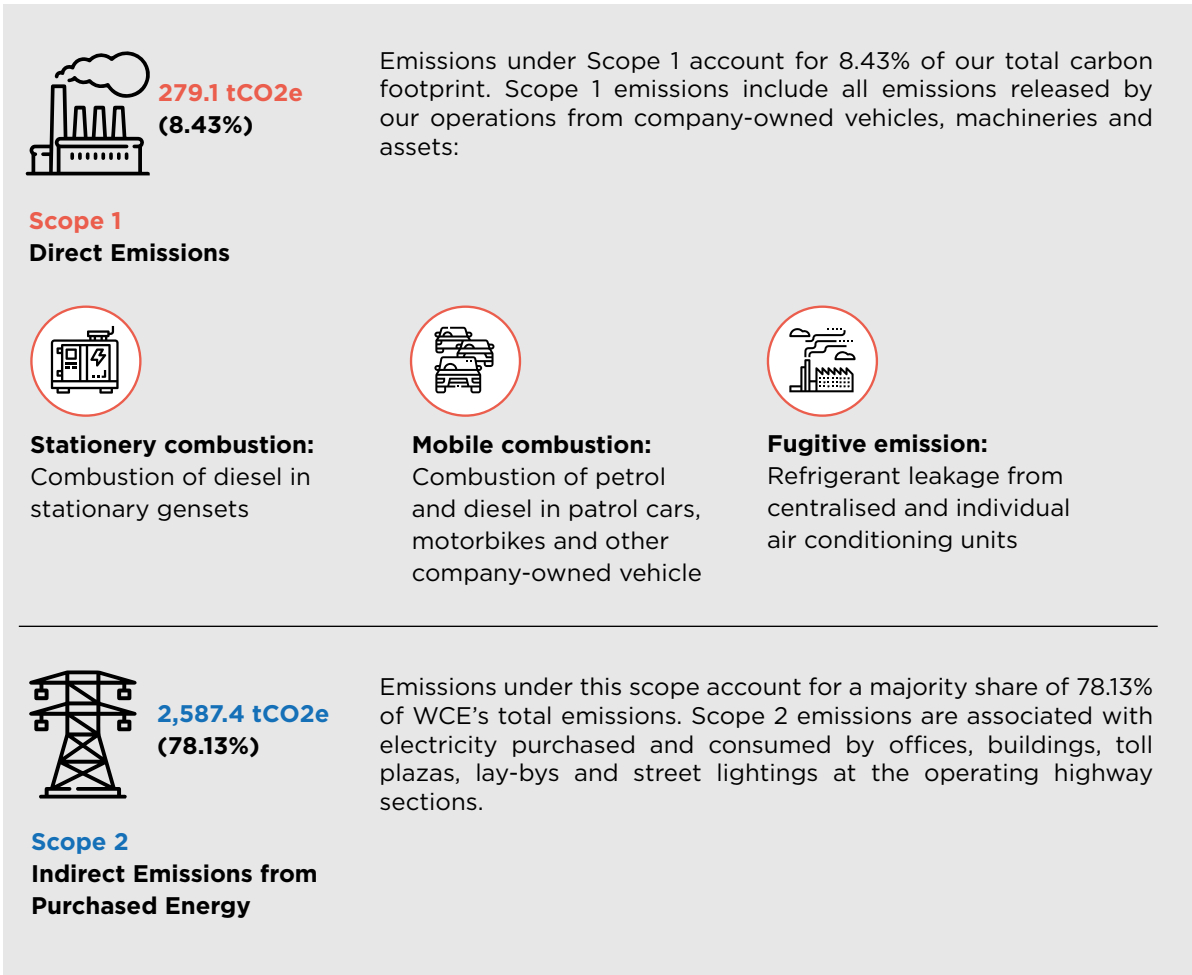 279.1 tCO2e
(8.43%)
Scope 1
Direct Emissions
Emissions under Scope 1 account for 8.43% of our total carbon
footprint. Scope 1 emissions include all emissions released by
our operations from company-owned vehicles, machineries and
assets:
Stationery combustion:
Combustion of diesel in
stationary gensets
Mobile combustion:
Combustion of petrol
and diesel in patrol cars,
motorbikes and other
company-owned vehicle
Fugitive emission:
Refrigerant leakage from
centralised and individual
air conditioning units
2,587.4 tCO2e
(78.13%)
Scope 2
Indirect Emissions from
Purchased Energy
Emissions under this scope account for a majority share of 78.13%
of WCE's total emissions. Scope 2 emissions are associated with
electricity purchased and consumed by offices, buildings, toll
plazas, lay-bys and street lightings at the operating highway
sections.